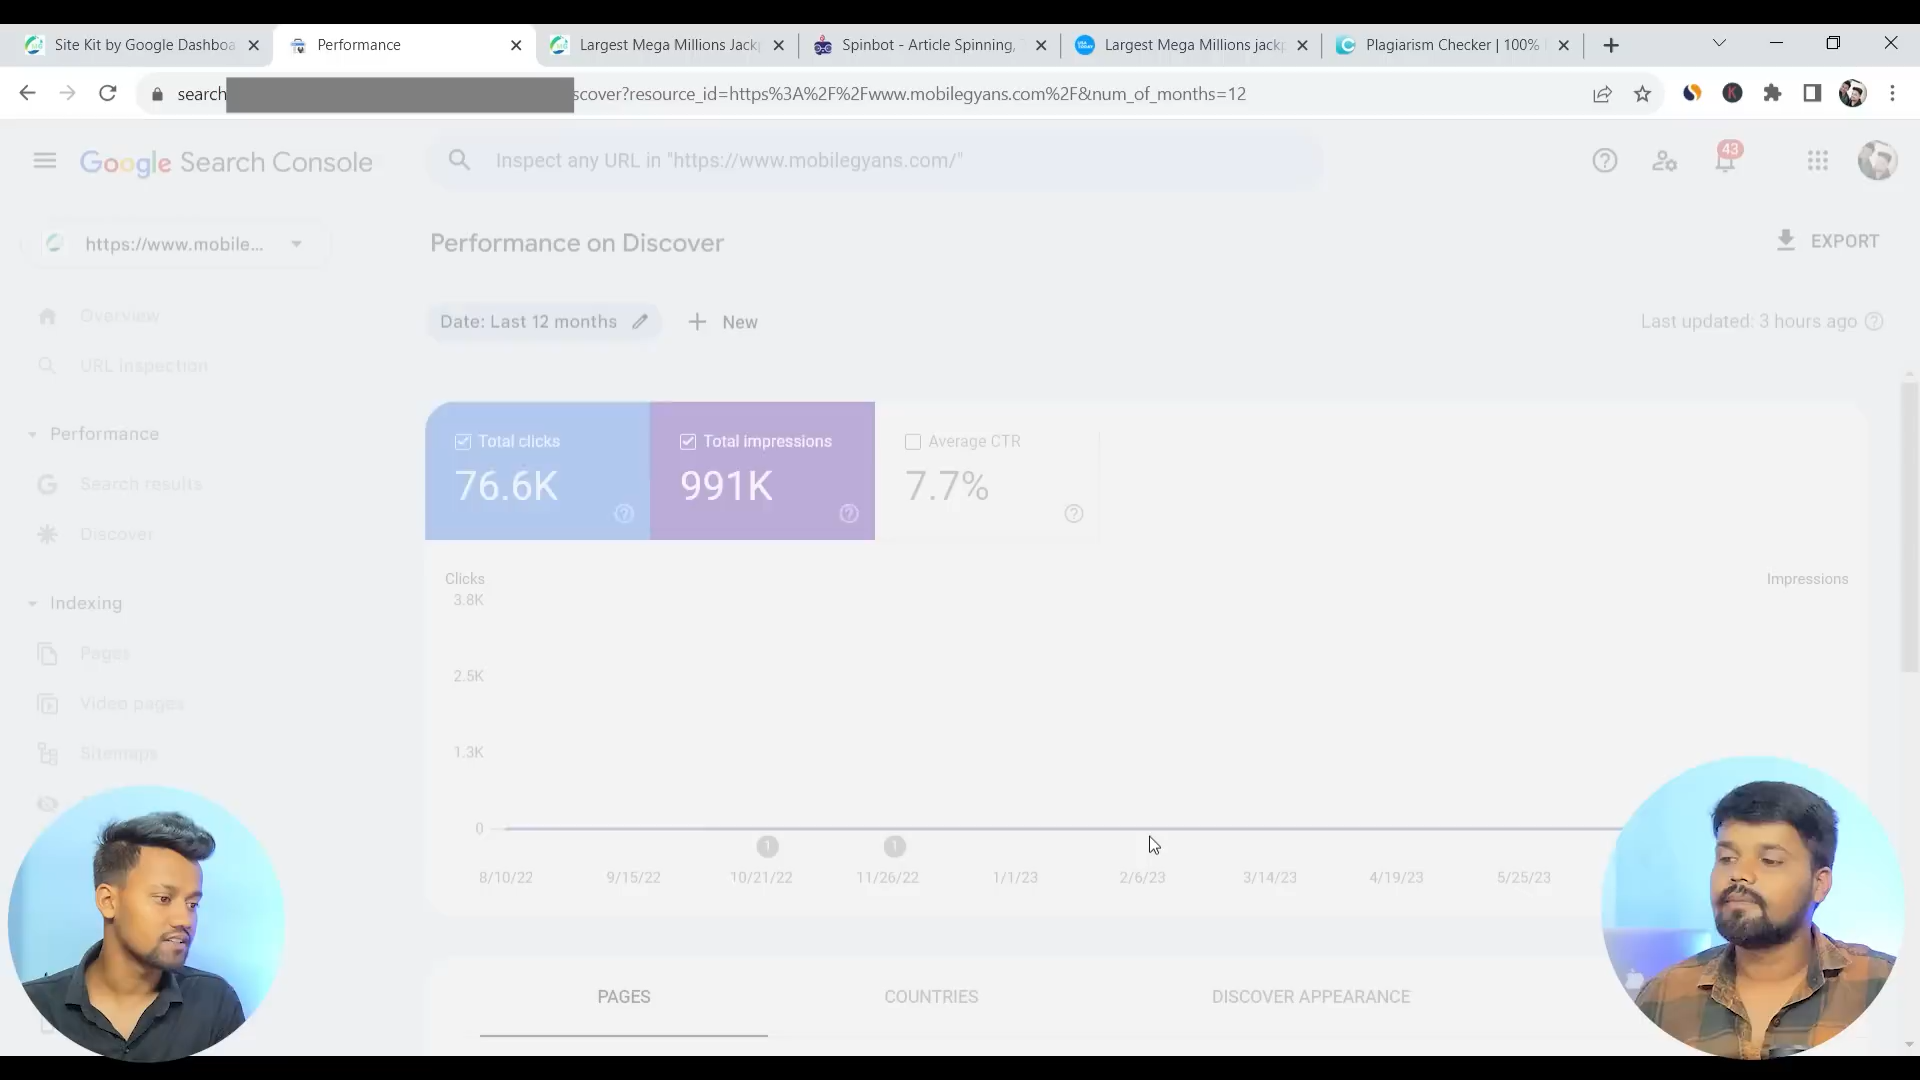 Site Kit by Google Dashboa
Performance
Largest Mega Millions Jack
Spinbot - Article Spinning,
Largest Mega Millions jack
Plagiarism Checker | 100%
search
scover?resource_id=https%3A%2F%2Fwww.mobilegyans.com%2F&num_of_months=12
Google Search Console
Inspect any URL in "https://www.mobilegyans.com/"
43
https://www.mobile...
Performance on Discover
EXPORT
Overview
Date: Last 12 months
New
Last updated: 3 hours ago
URL inspection
Performance
Total clicks
76.6K
Total impressions
991K
Average CTR
7.7%
Search results
Discover
Clicks
Impressions
3.8K
Indexing
Pages
2.5K
Video pages
1.3K
Sitemaps
0
1
1
8/10/22
9/15/22
10/21/22
11/26/22
1/1/23
2/6/23
3/14/23
4/19/23
5/25/23
PAGES
COUNTRIES
DISCOVER APPEARANCE